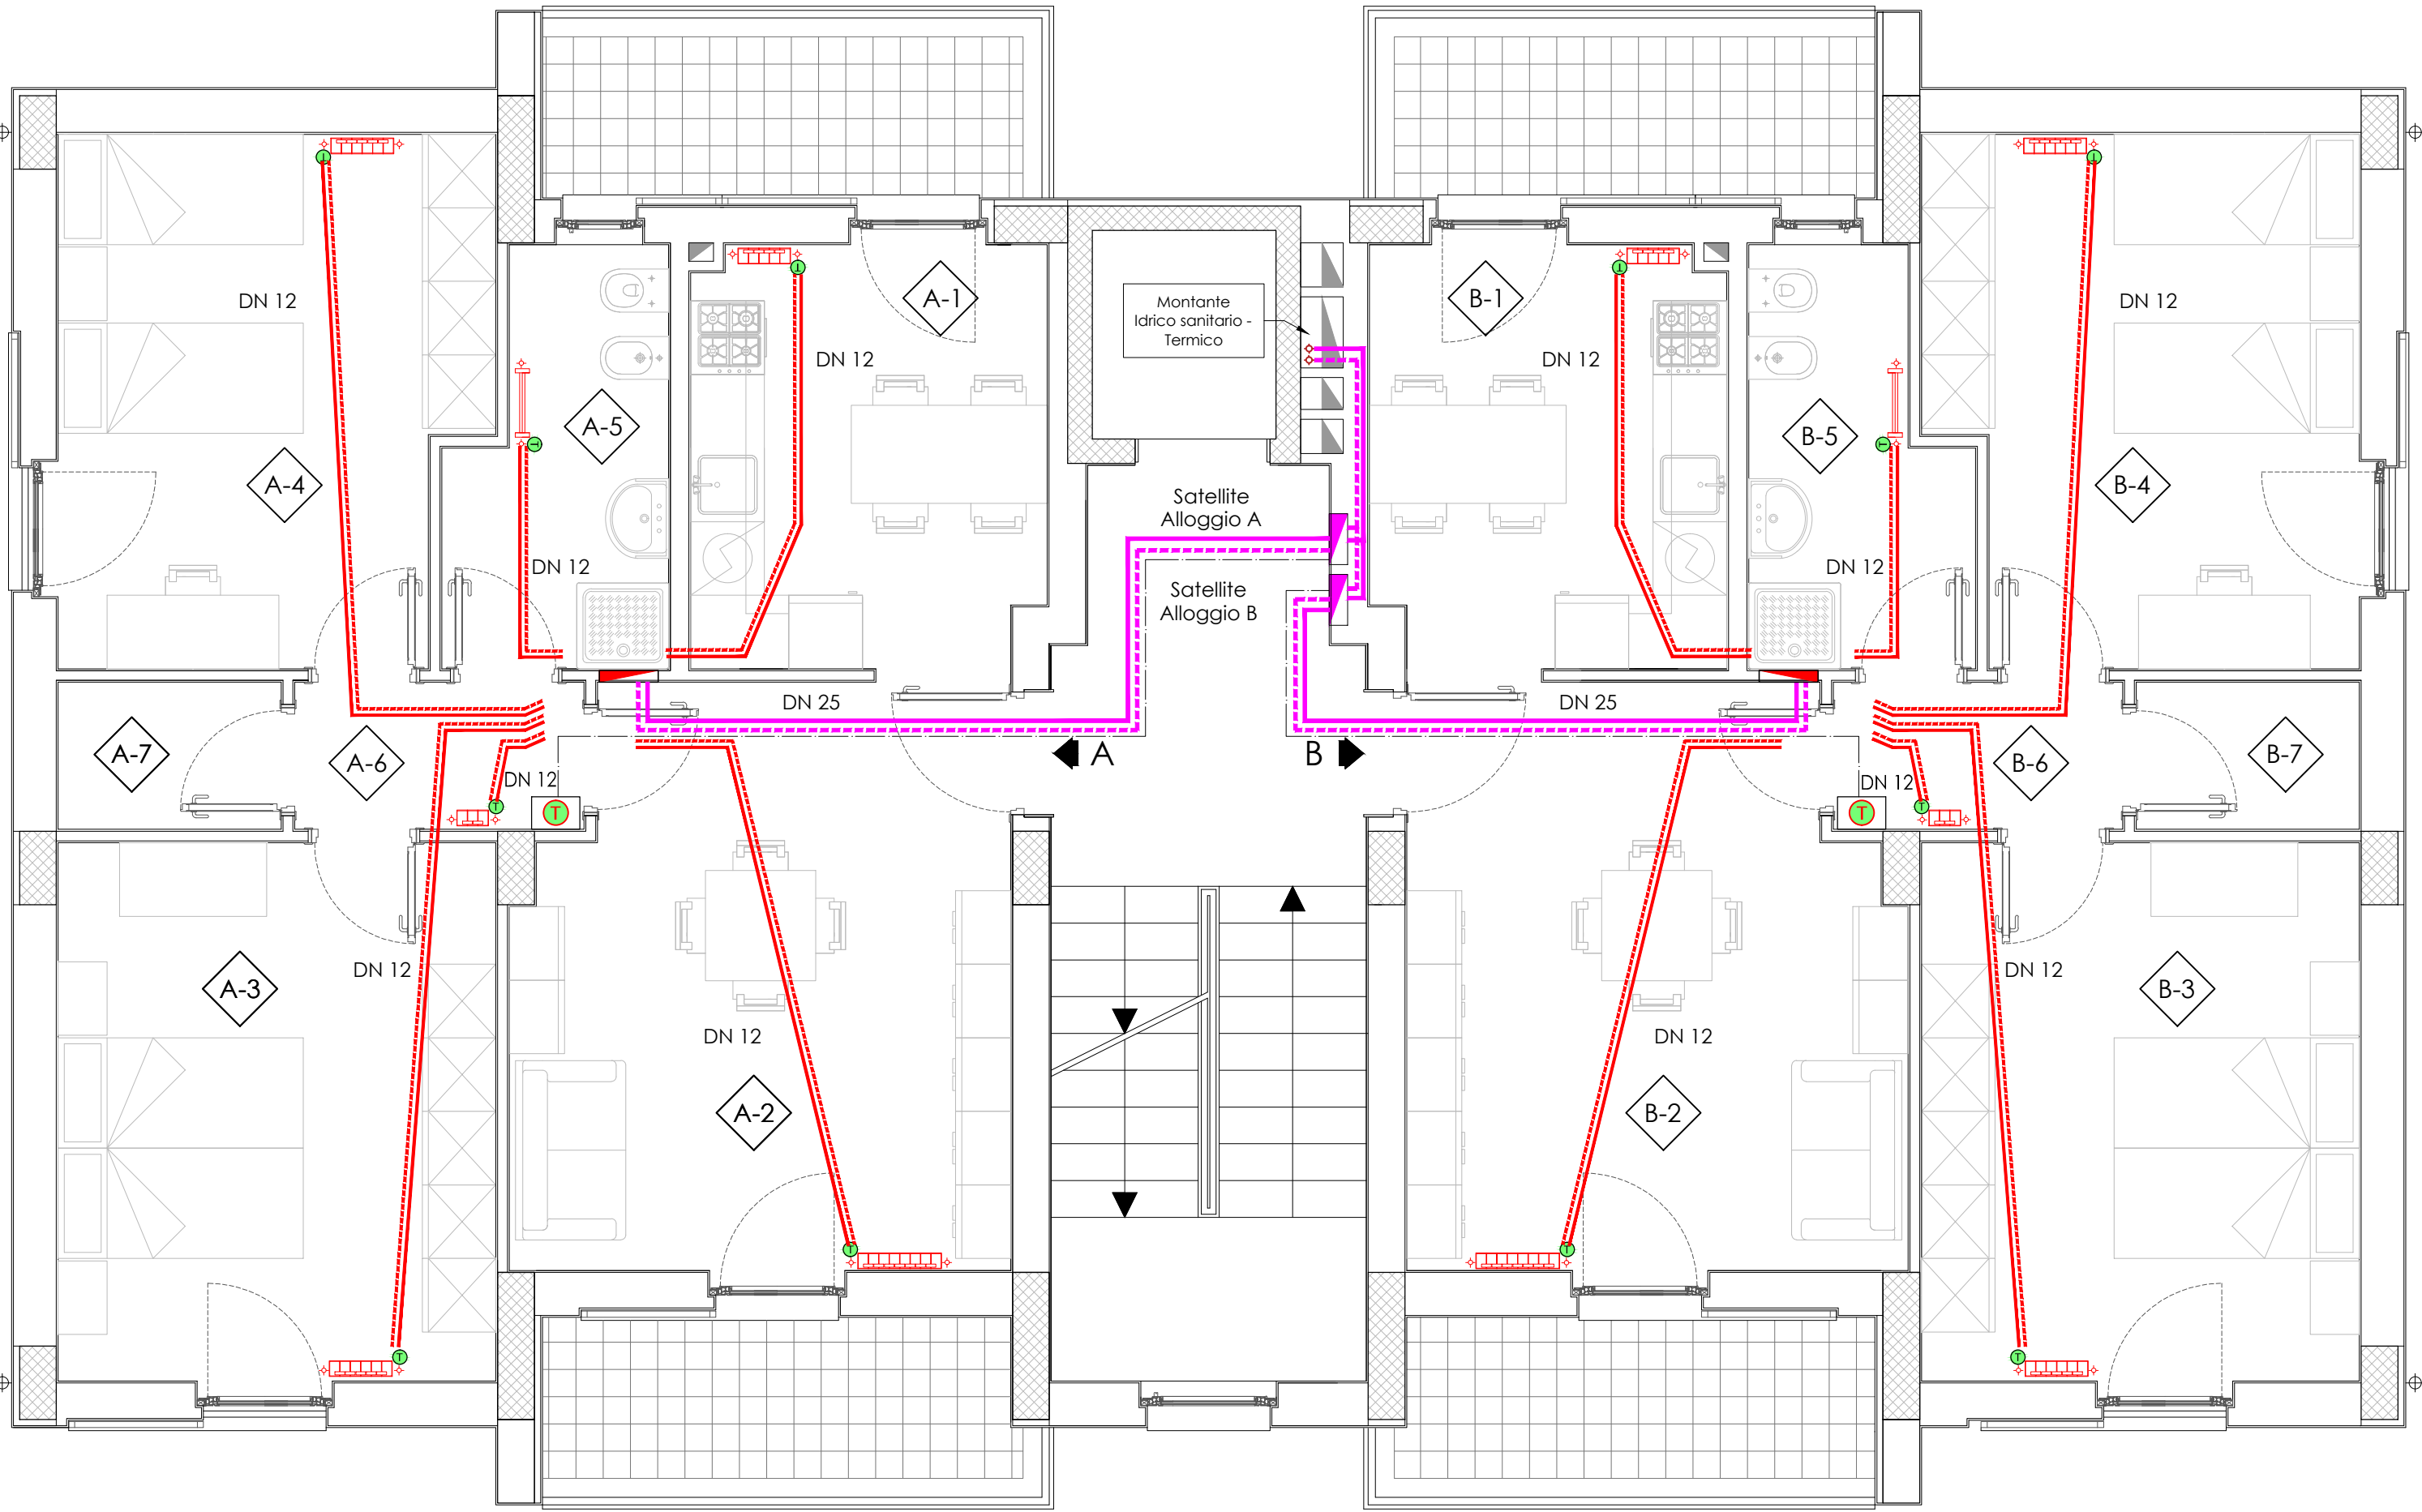 DN 12
A-1
Montante
Idrico sanitario -
Termico
B-1
DN 12
DN 12
DN 12
A-5
B-5
A-4
B-4
Satellite
Alloggio A
DN 12
DN 12
Satellite
Alloggio B
DN 25
DN 25
A-7
A-6
A
B
B-6
B-7
DN 12
DN 12
T
T
DN 12
DN 12
A-3
B-3
DN 12
DN 12
A-2
B-2
T
T
T
T
T
T
T
T
T
T
T
T